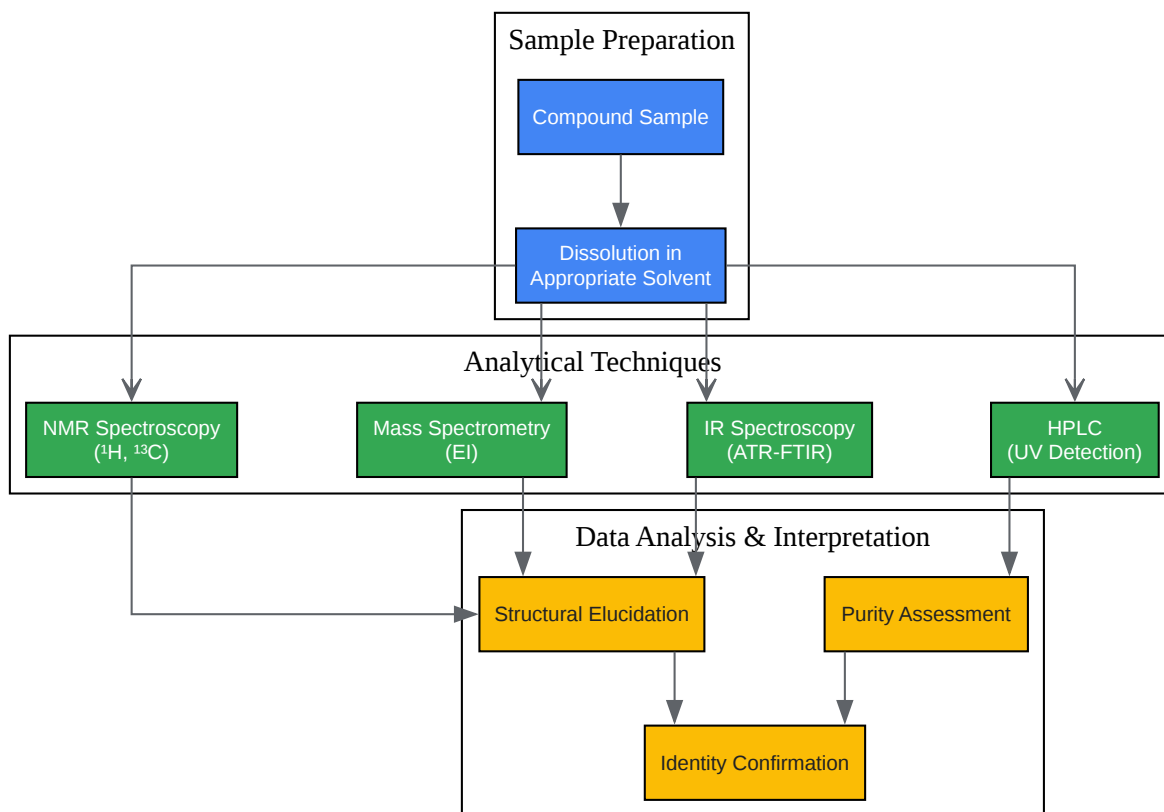 Sample Preparation
Compound Sample
Dissolution in
Appropriate Solvent
Analytical Techniques
NMR Spectroscopy
(¹H, ¹³C)
Mass Spectrometry
(EI)
IR Spectroscopy
(ATR-FTIR)
HPLC
(UV Detection)
Data Analysis & Interpretation
Structural Elucidation
Purity Assessment
Identity Confirmation